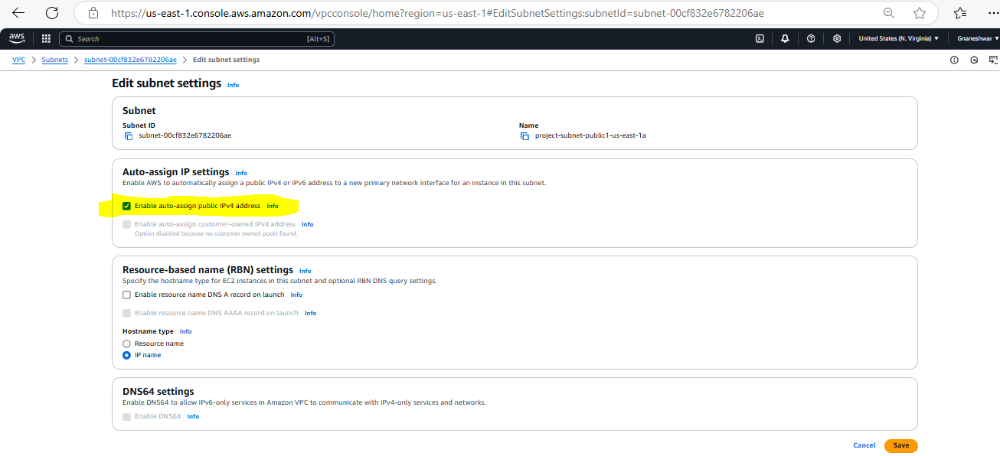 https://us-east-1.console.aws.amazon.com/vpcconsole/home?region=us-east-1#EditSubnetSettings:subnetId=subnet-00cf832e6782206ae
aws Search [Alt+S] United States (N. Virginia) Gnaneshwar
VPC Subnets subnet-00cf832e6782206ae Edit subnet settings
Edit subnet settings Info
Subnet
Subnet ID Name
subnet-00cf832e6782206ae project-subnet-public1-us-east-1a
Auto-assign IP settings Info
Enable AWS to automatically assign a public IPv4 or IPv6 address to a new primary network interface for an instance in this subnet.
Enable auto-assign public IPv4 address Info
Enable auto-assign customer-owned IPv4 address Info
Option disabled because no customer owned pools found.
Resource-based name (RBN) settings Info
Specify the hostname type for EC2 instances in this subnet and optional RBN DNS query settings.
Enable resource name DNS A record on launch Info
Enable resource name DNS AAAA record on launch Info
Hostname type Info
Resource name
IP name
DNS64 settings
Enable DNS64 to allow IPv6-only services in Amazon VPC to communicate with IPv4-only services and networks.
Enable DNS64 Info
Cancel Save